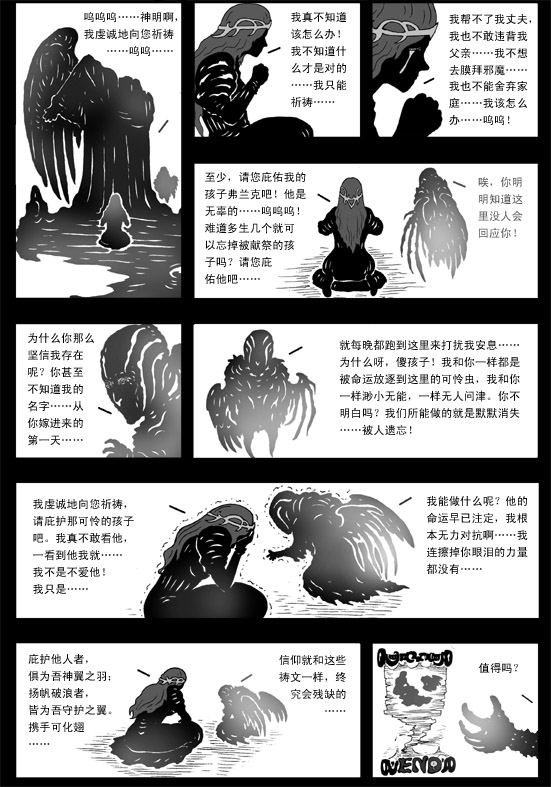 呜呜呜……神明啊,
我虔诚地向您祈祷
……呜呜……
我真不知道
该怎么办!
我不知道什
么才是对的
……我只能
祈祷……
我帮不了我丈夫,
我也不敢违背我
父亲……我不想
去膜拜邪魔……
我也不能舍弃家
庭……我该怎么
办……呜呜!
至少, 请您庇佑我的
孩子弗兰克吧! 他是
无辜的……呜呜呜!
难道多生几个就可
以忘掉被献祭的孩
子吗? 请您庇
佑他吧……
唉, 你明
明知道这
里没人会
回应你!
为什么你那么
坚信我存在
呢? 你甚至
不知道我的
名字……从
你嫁进来的
第一天……
就每晚都跑到这里来打扰我安息……
为什么呀, 傻孩子! 我和你一样都是
被命运放逐到这里的可怜虫, 我和你
一样渺小无能, 一样无人问津。你不
明白吗? 我们所能做的就是默默消失
……被人遗忘!
我虔诚地向您祈祷,
请庇护那可怜的孩子
吧。我真不敢看他,
一看到他我就……
我不是不爱他!
我只是……
我能做什么呢? 他的
命运早已注定, 我根
本无力对抗啊……我
连擦掉你眼泪的力量
都没有……
庇护他人者,
俱为吾神翼之羽;
扬帆破浪者,
皆为吾守护之翼。
携手可化翅
……
信仰就和这些
祷文一样, 终
究会残缺的
……
值得吗?